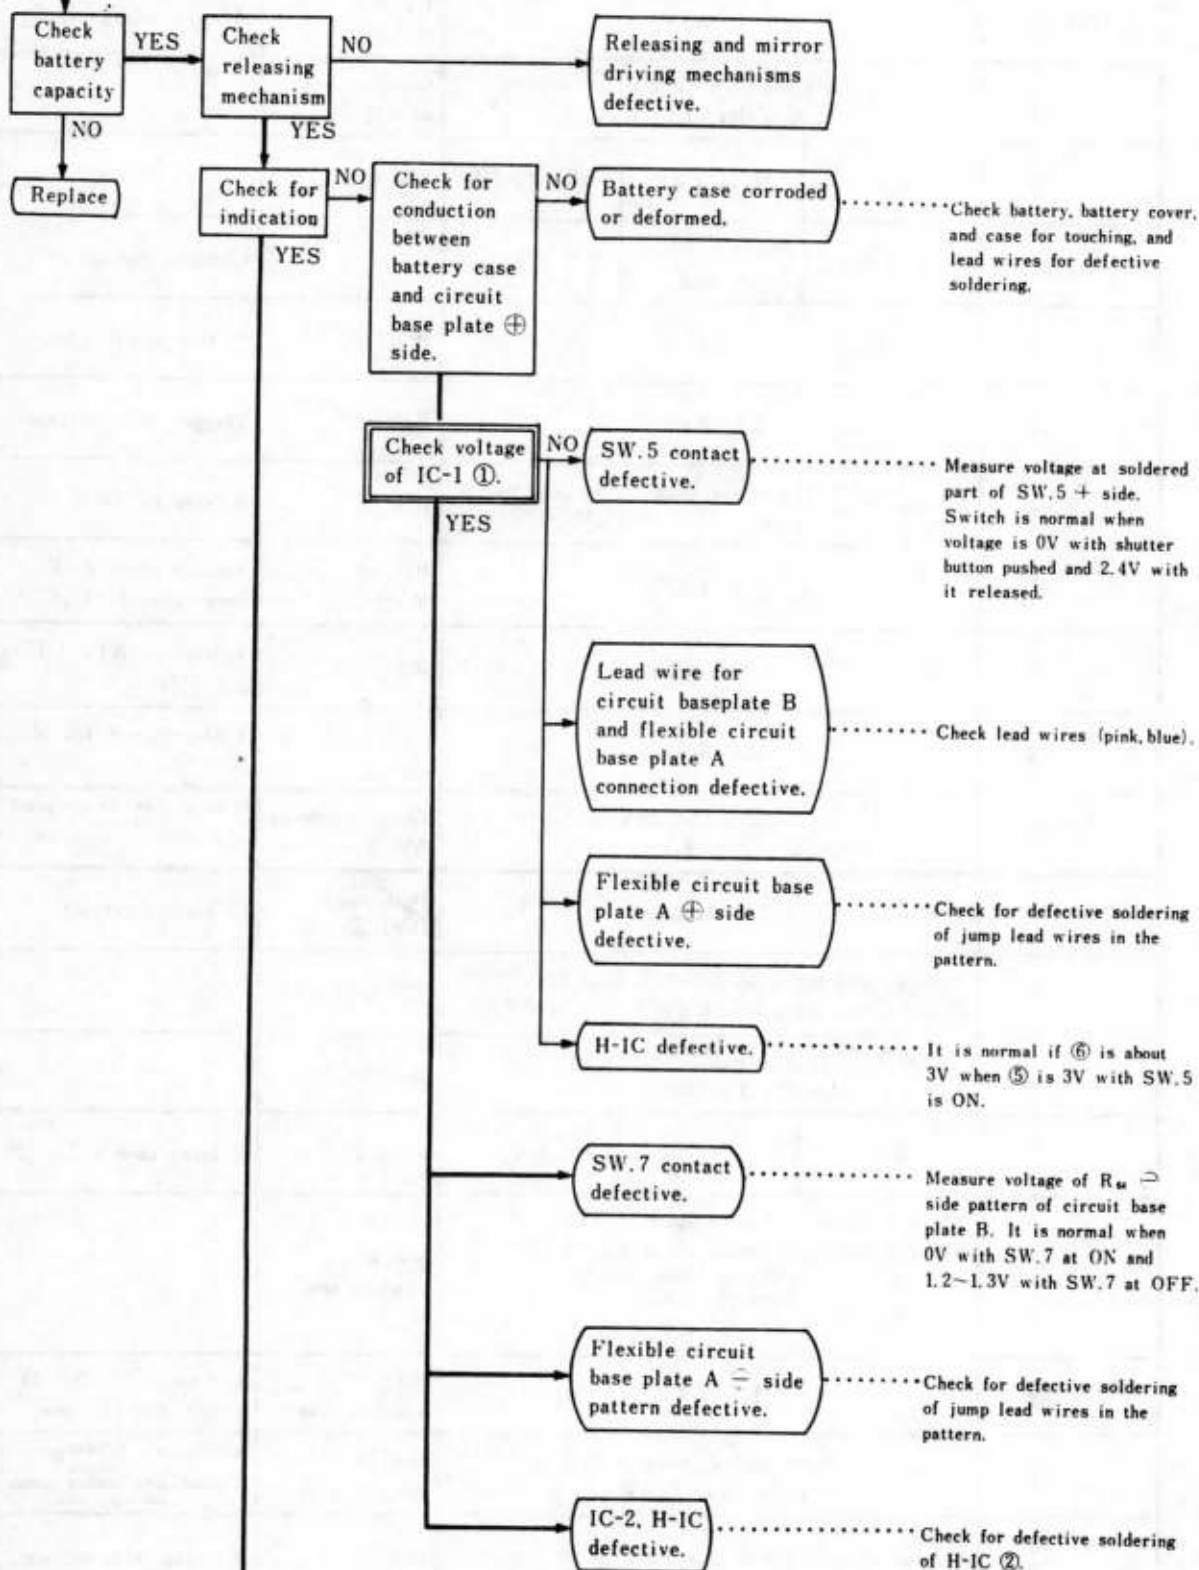 Check
battery
capacity
YES
Check
releasing
mechanism
NO
Releasing and mirror
driving mechanisms
defective.
NO
YES
Replace
Check for
indication
NO
Check for
conduction
between
battery case
and circuit
base plate ⊕
side.
NO
Battery case corroded
or deformed.
Check battery, battery cover,
and case for touching, and
lead wires for defective
soldering.
YES
Check voltage
of IC-1 ①.
NO
SW.5 contact
defective.
Measure voltage at soldered
part of SW.5 + side.
Switch is normal when
voltage is 0V with shutter
button pushed and 2.4V with
it released.
YES
Lead wire for
circuit baseplate B
and flexible circuit
base plate A
connection defective.
Check lead wires (pink, blue).
Flexible circuit base
plate A ⊕ side
defective.
Check for defective soldering
of jump lead wires in the
pattern.
H-IC defective.
It is normal if ⑥ is about
3V when ⑤ is 3V with SW.5
is ON.
SW.7 contact
defective.
Measure voltage of
side pattern of circuit base
plate B. It is normal when
0V with SW.7 at ON and
1.2~1.3V with SW.7 at OFF.
Flexible circuit
base plate A ⊖ side
pattern defective.
Check for defective soldering
of jump lead wires in the
pattern.
IC-2, H-IC
defective.
Check for defective soldering
of H-IC ②.